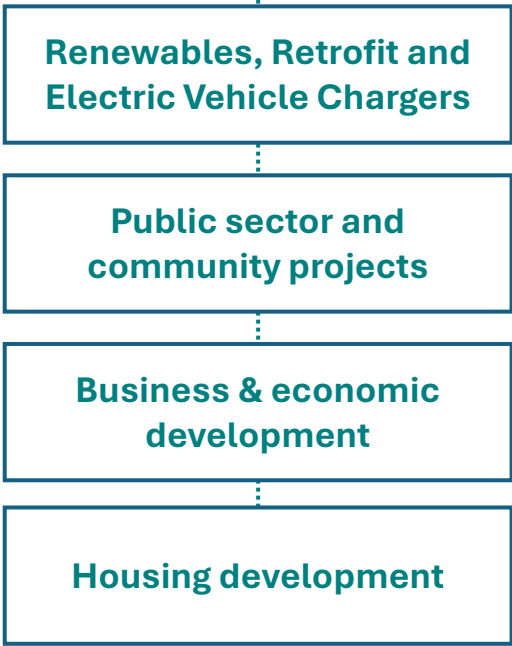 Renewables, Retrofit and
Electric Vehicle Chargers
Public sector and
community projects
Business & economic
development
Housing development